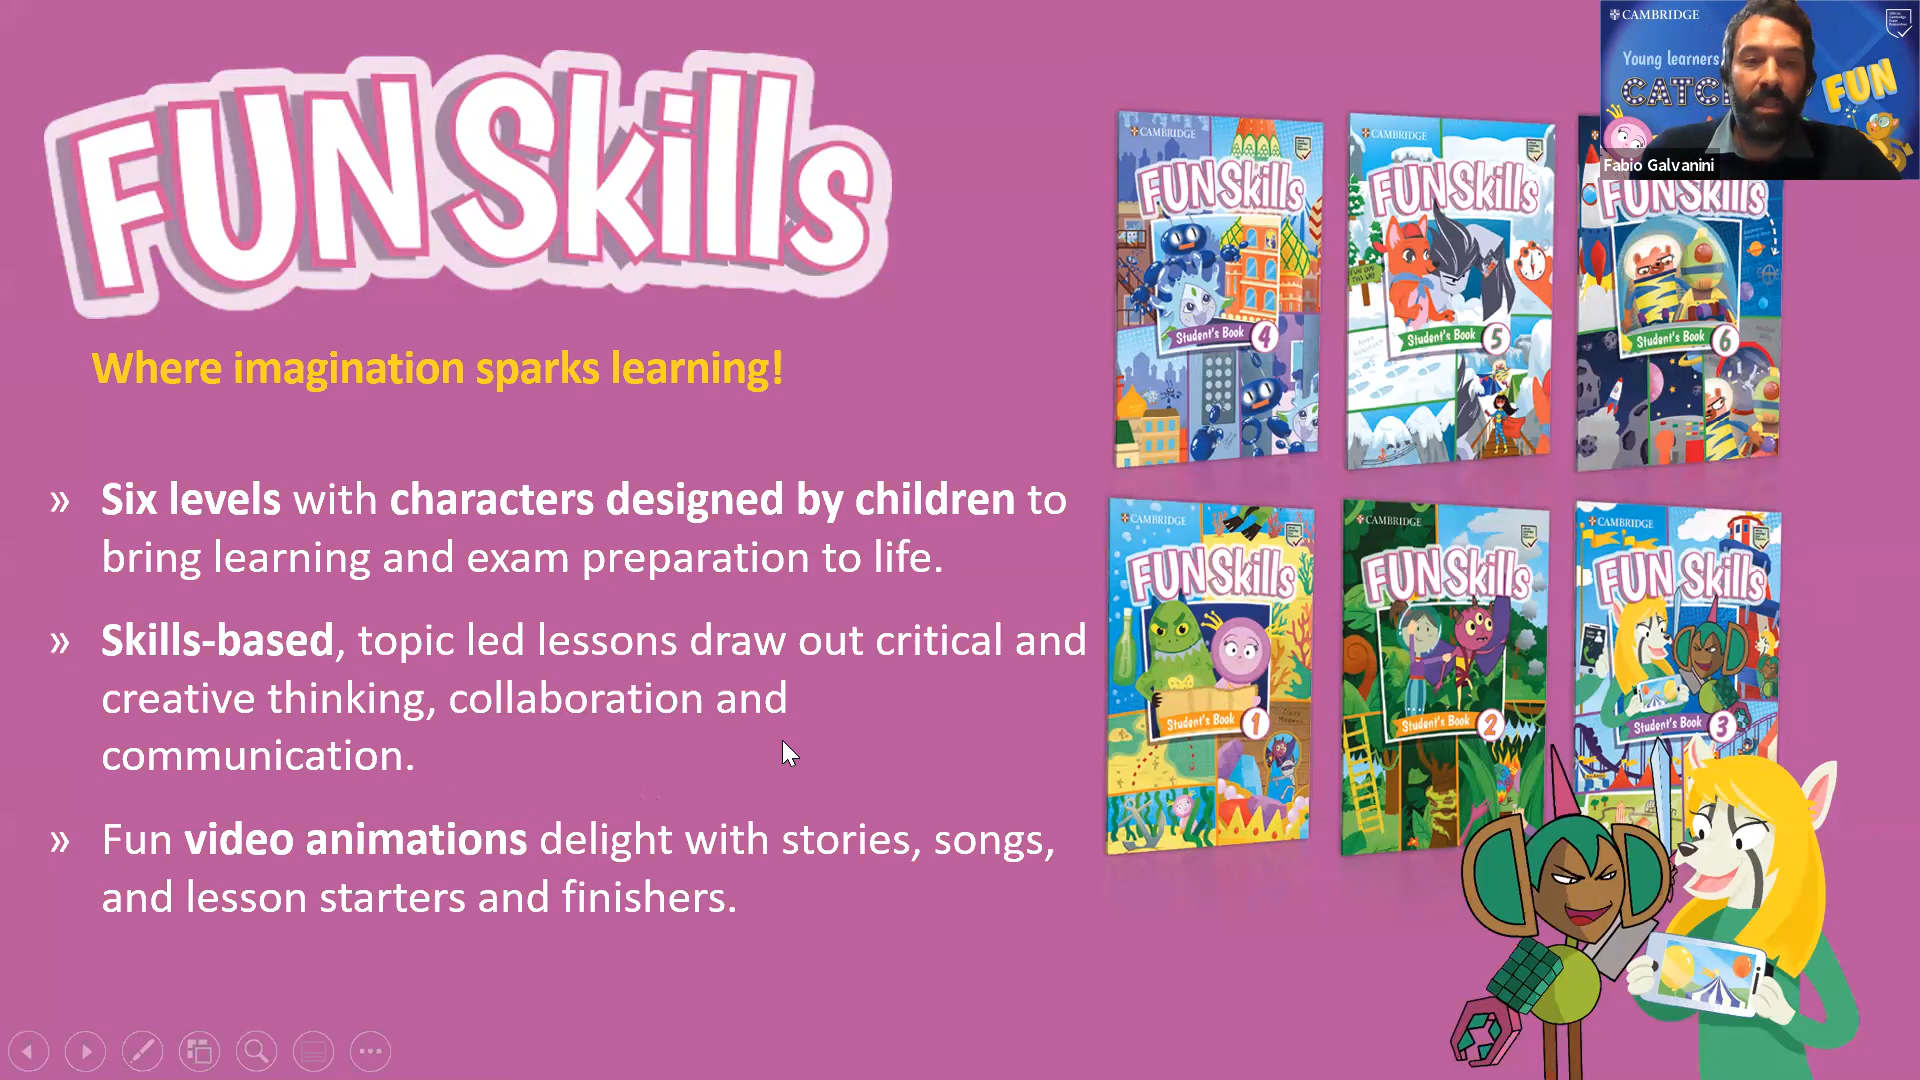 FUN Skills
Where imagination sparks learning!
» Six levels with characters designed by children to
bring learning and exam preparation to life.
» Skills-based, topic led lessons draw out critical and
creative thinking, collaboration and
communication.
» Fun video animations delight with stories, songs,
and lesson starters and finishers.
CAMBRIDGE
FUN Skills
Student's Book 4
CAMBRIDGE
FUN Skills
Student's Book 5
FUN Skills
Student's Book 6
CAMBRIDGE
FUN Skills
Student's Book 1
CAMBRIDGE
FUN Skills
Student's Book 2
CAMBRIDGE
FUN Skills
Student's Book 3
CAMBRIDGE
Young learners
FUN
Fabio Galvanini